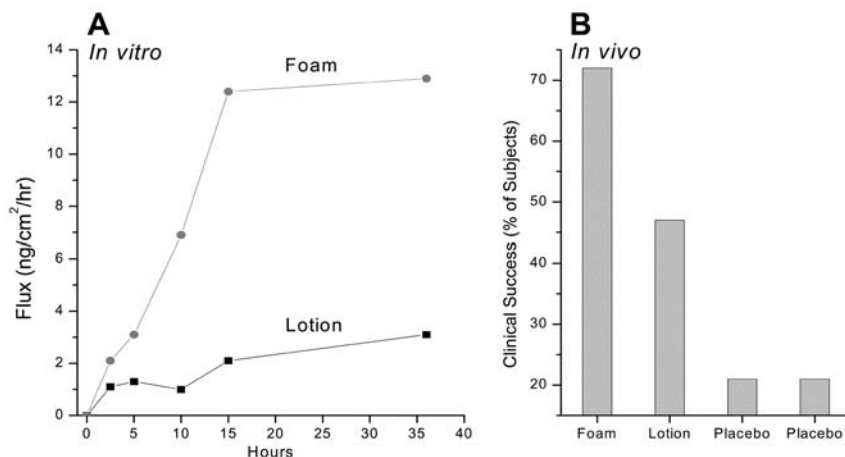 A
In vitro
Flux (ng/cm²/hr)
14
12
10
8
6
4
2
0
Foam
Lotion
0 5 10 15 20 25 30 35 40
Hours
B
In vivo
Clinical Success (% of Subjects)
70
60
50
40
30
20
Foam Lotion Placebo Placebo